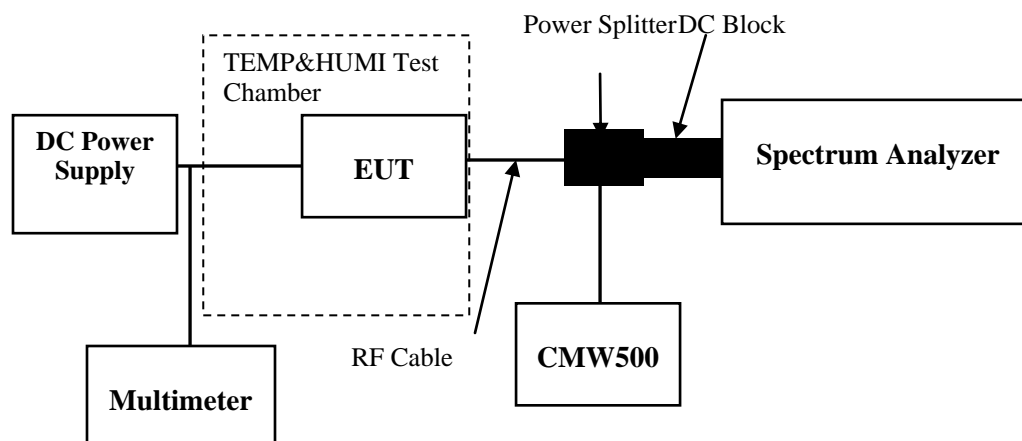 Power SplitterDC Block
TEMP&HUMI Test
Chamber
DC Power
Supply
EUT
Spectrum Analyzer
RF Cable
CMW500
Multimeter